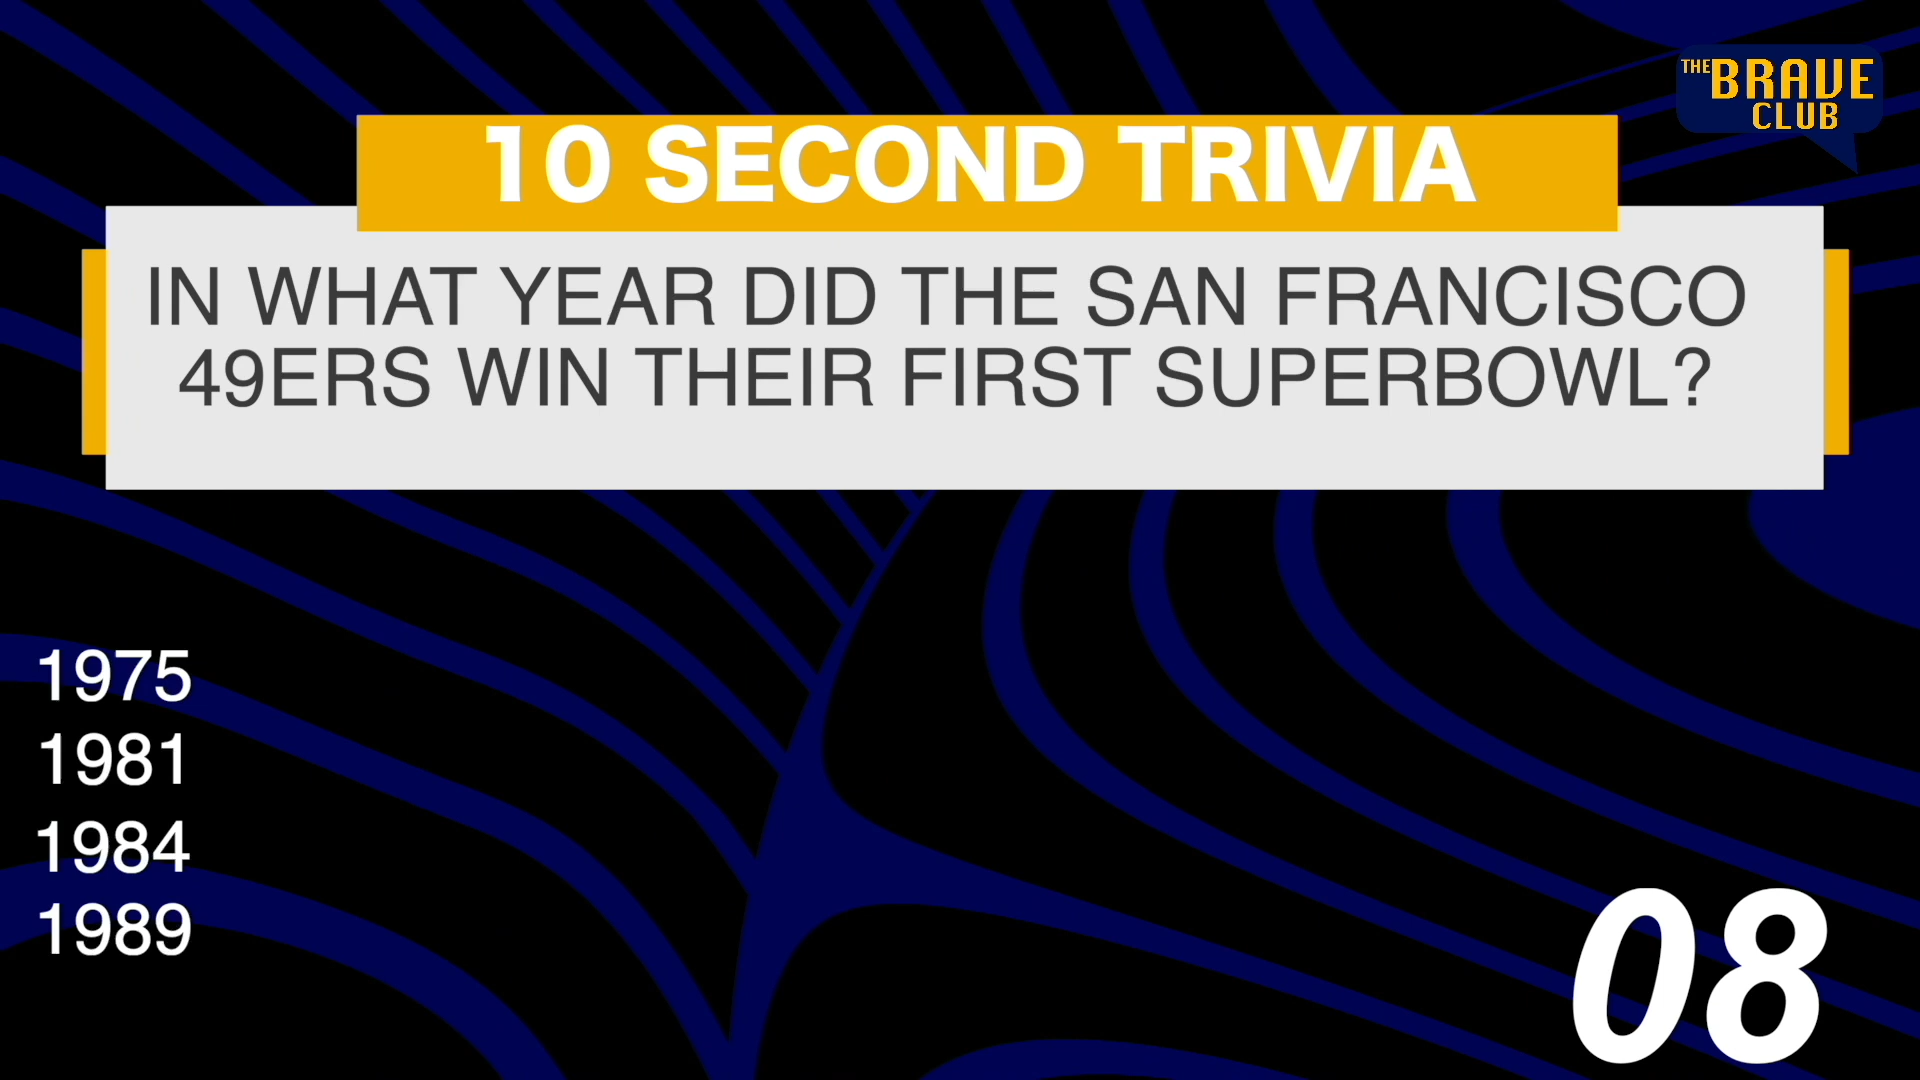 THE BRAVE
CLUB
10 SECOND TRIVIA
IN WHAT YEAR DID THE SAN FRANCISCO
49ERS WIN THEIR FIRST SUPERBOWL?
1975
1981
1984
1989
08